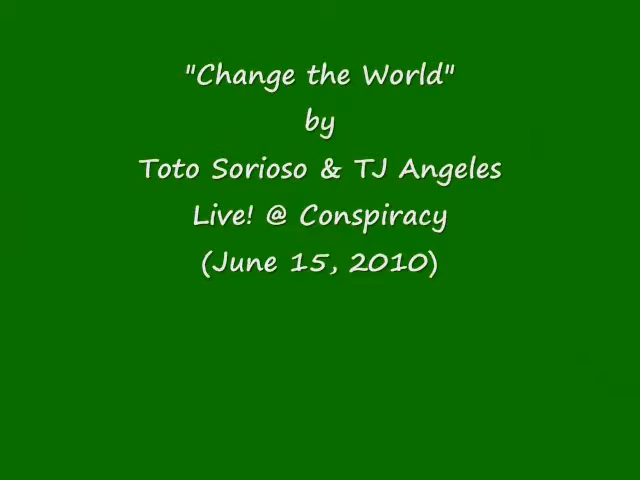 "Change the World"
by
Toto Sorioso & TJ Angeles
Live! @ Conspiracy
(June 15, 2010)